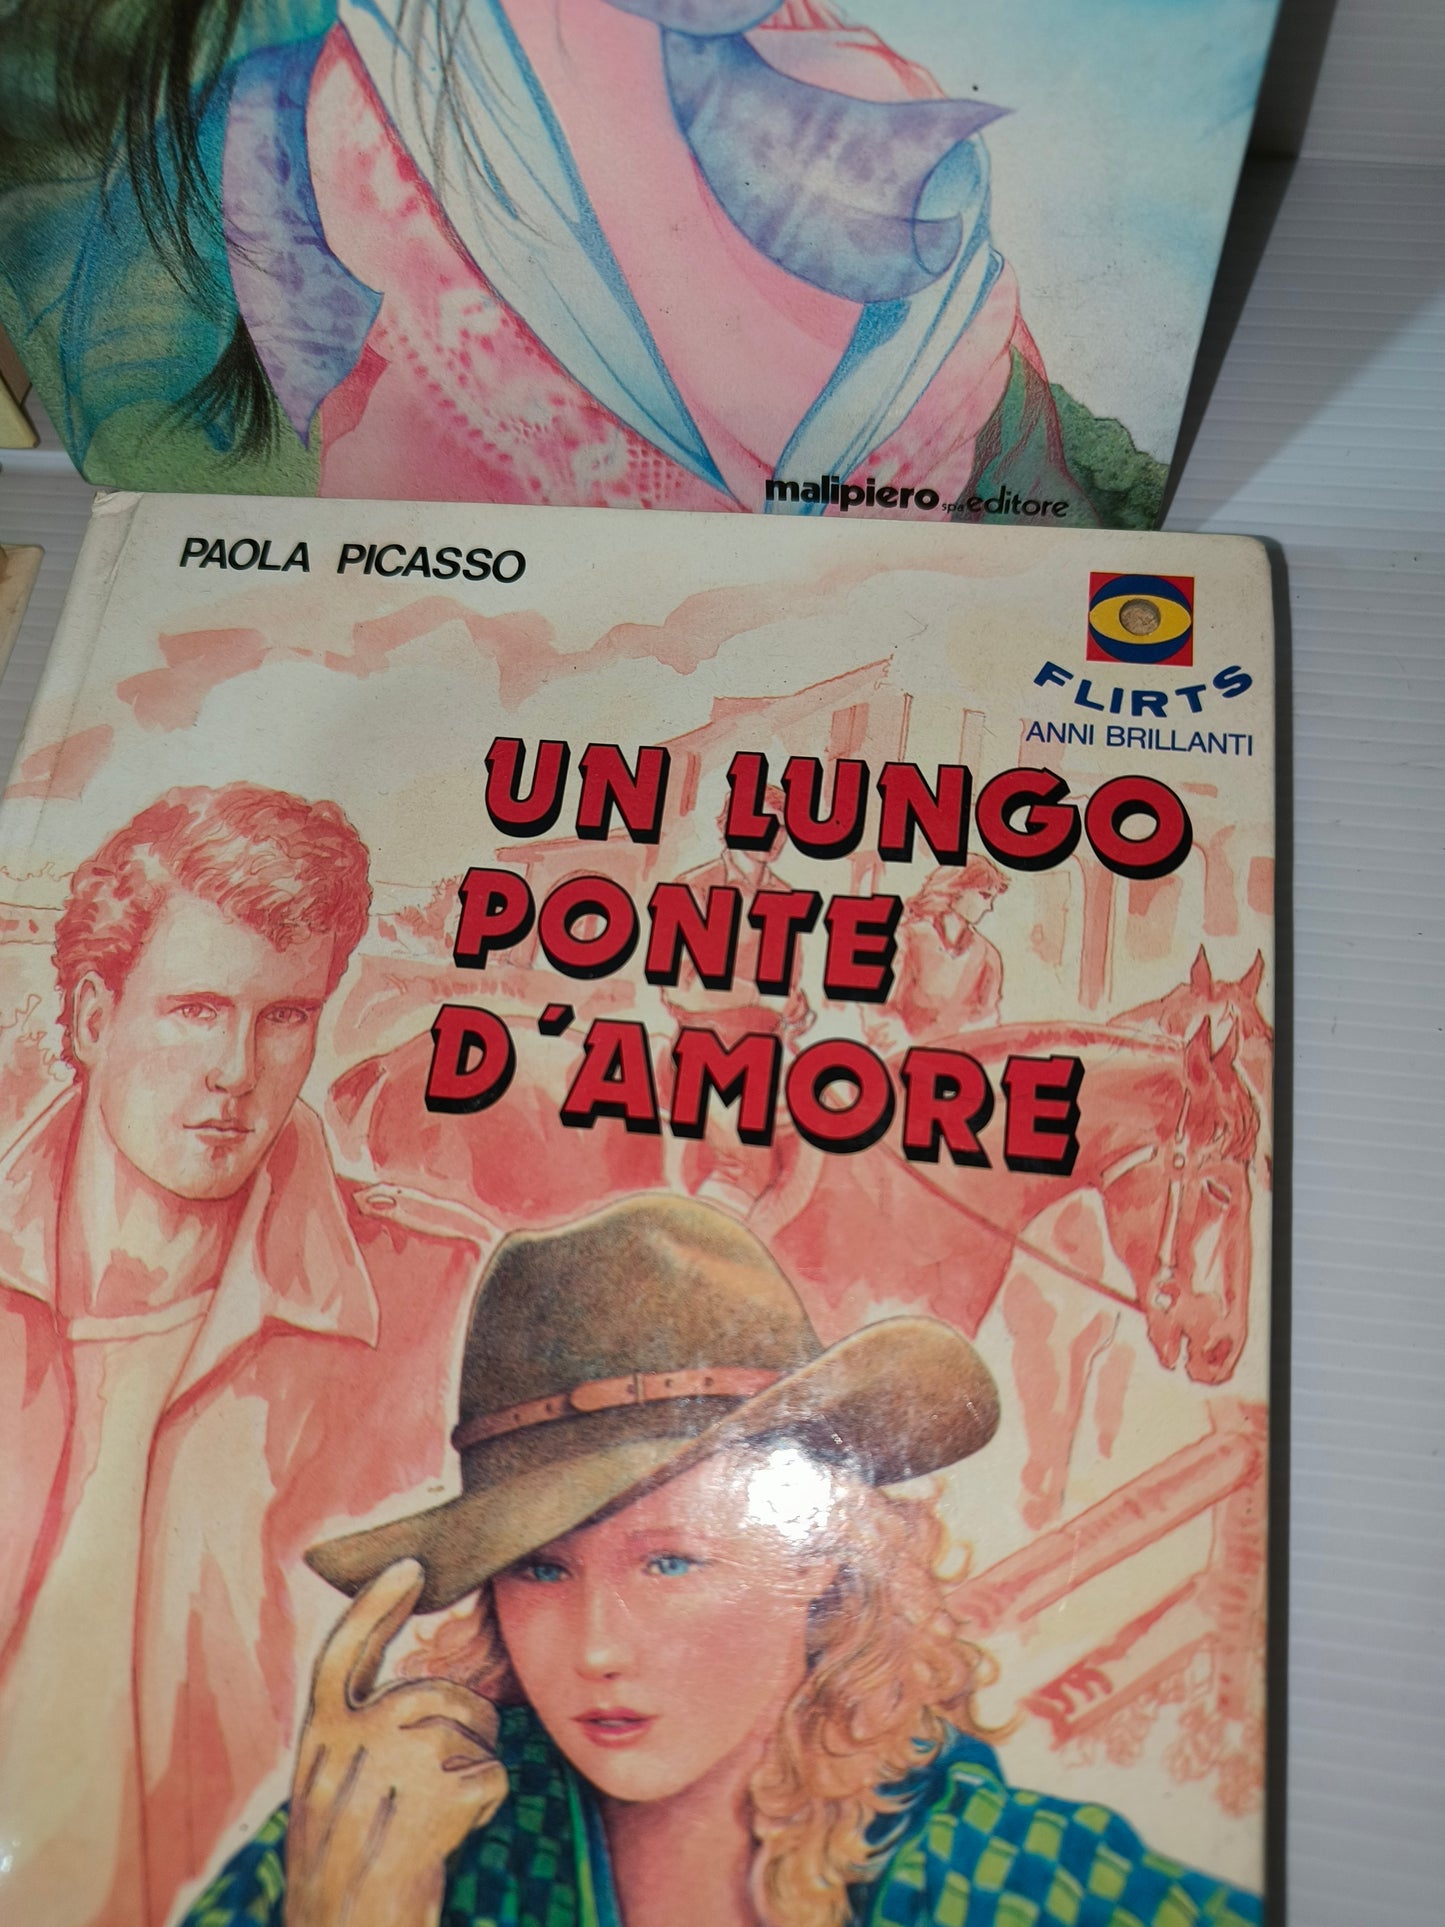 malipiero spa editore
PAOLA PICASSO
FLIRTS
ANNI BRILLANTI
UN LUNGO
PONTE
D'AMORE